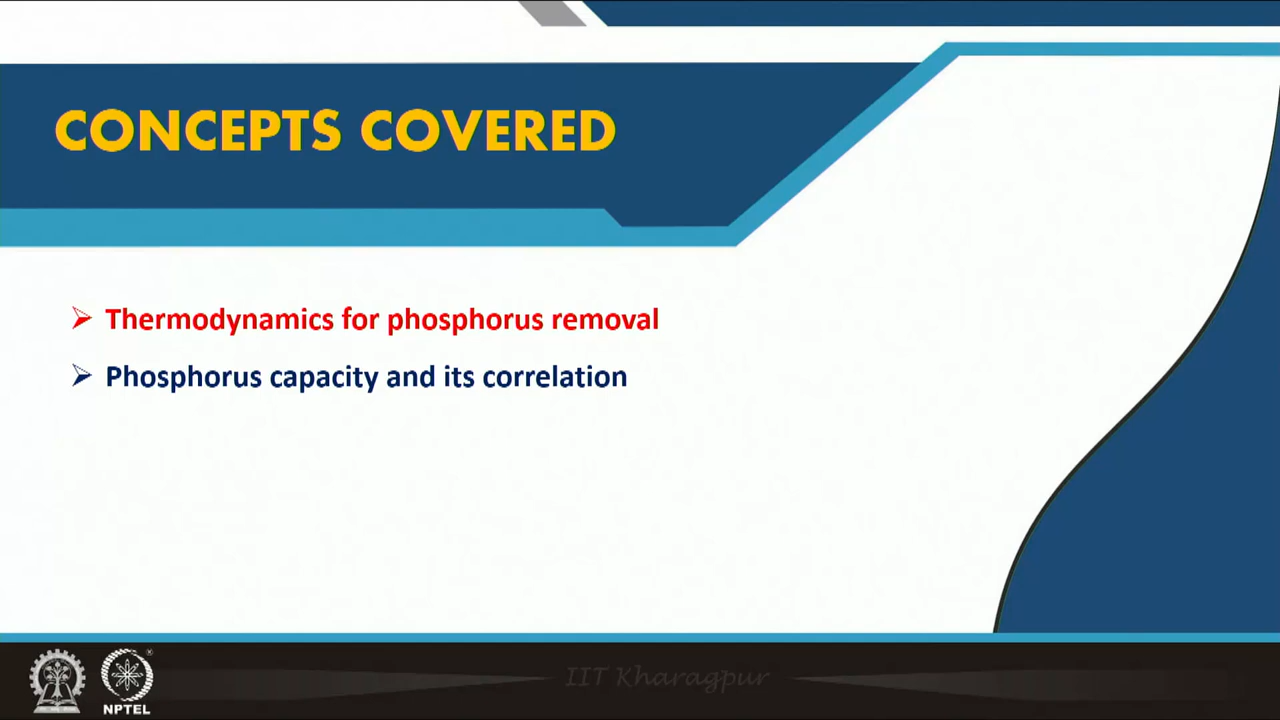 CONCEPTS COVERED
Thermodynamics for phosphorus removal
Phosphorus capacity and its correlation
IIT Kharagpur
NPTEL